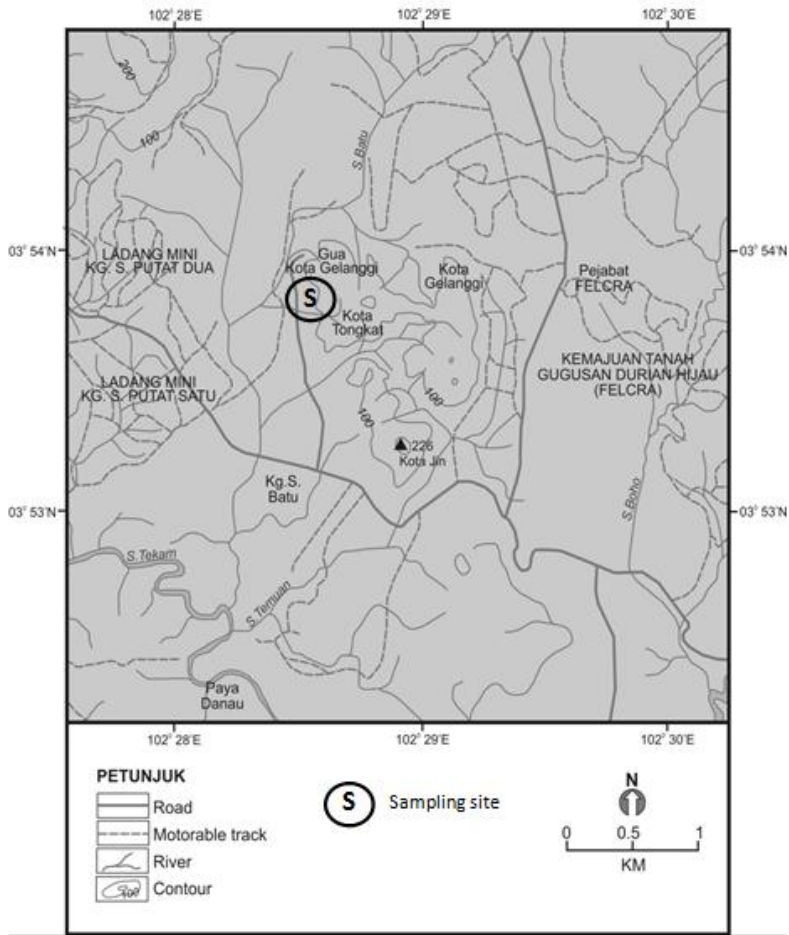 102° 28'E
102° 29'E
102° 30'E
200
100
S.Batu
03° 54'N
03° 54'N
LADANG MINI
KG. S. PUTAT DUA
Gua
Kota Gelanggi
Kota
Gelanggi
Pejabat
FELCRA
S
Kota
Tongkat
KEMAJUAN TANAH
GUGUSAN DURIAN HIJAU
(FELCRA)
LADANG MINI
KG. S. PUTAT SATU
100
100
226
Kota Jin
Kg.S.
Batu
S.Boho
03° 53'N
03° 53'N
S.Tekam
S.Temuan
Paya
Danau
102° 28'E
102° 29'E
102° 30'E
PETUNJUK
Road
Motorable track
River
100
Contour
S
Sampling site
N
0 0.5 1
KM